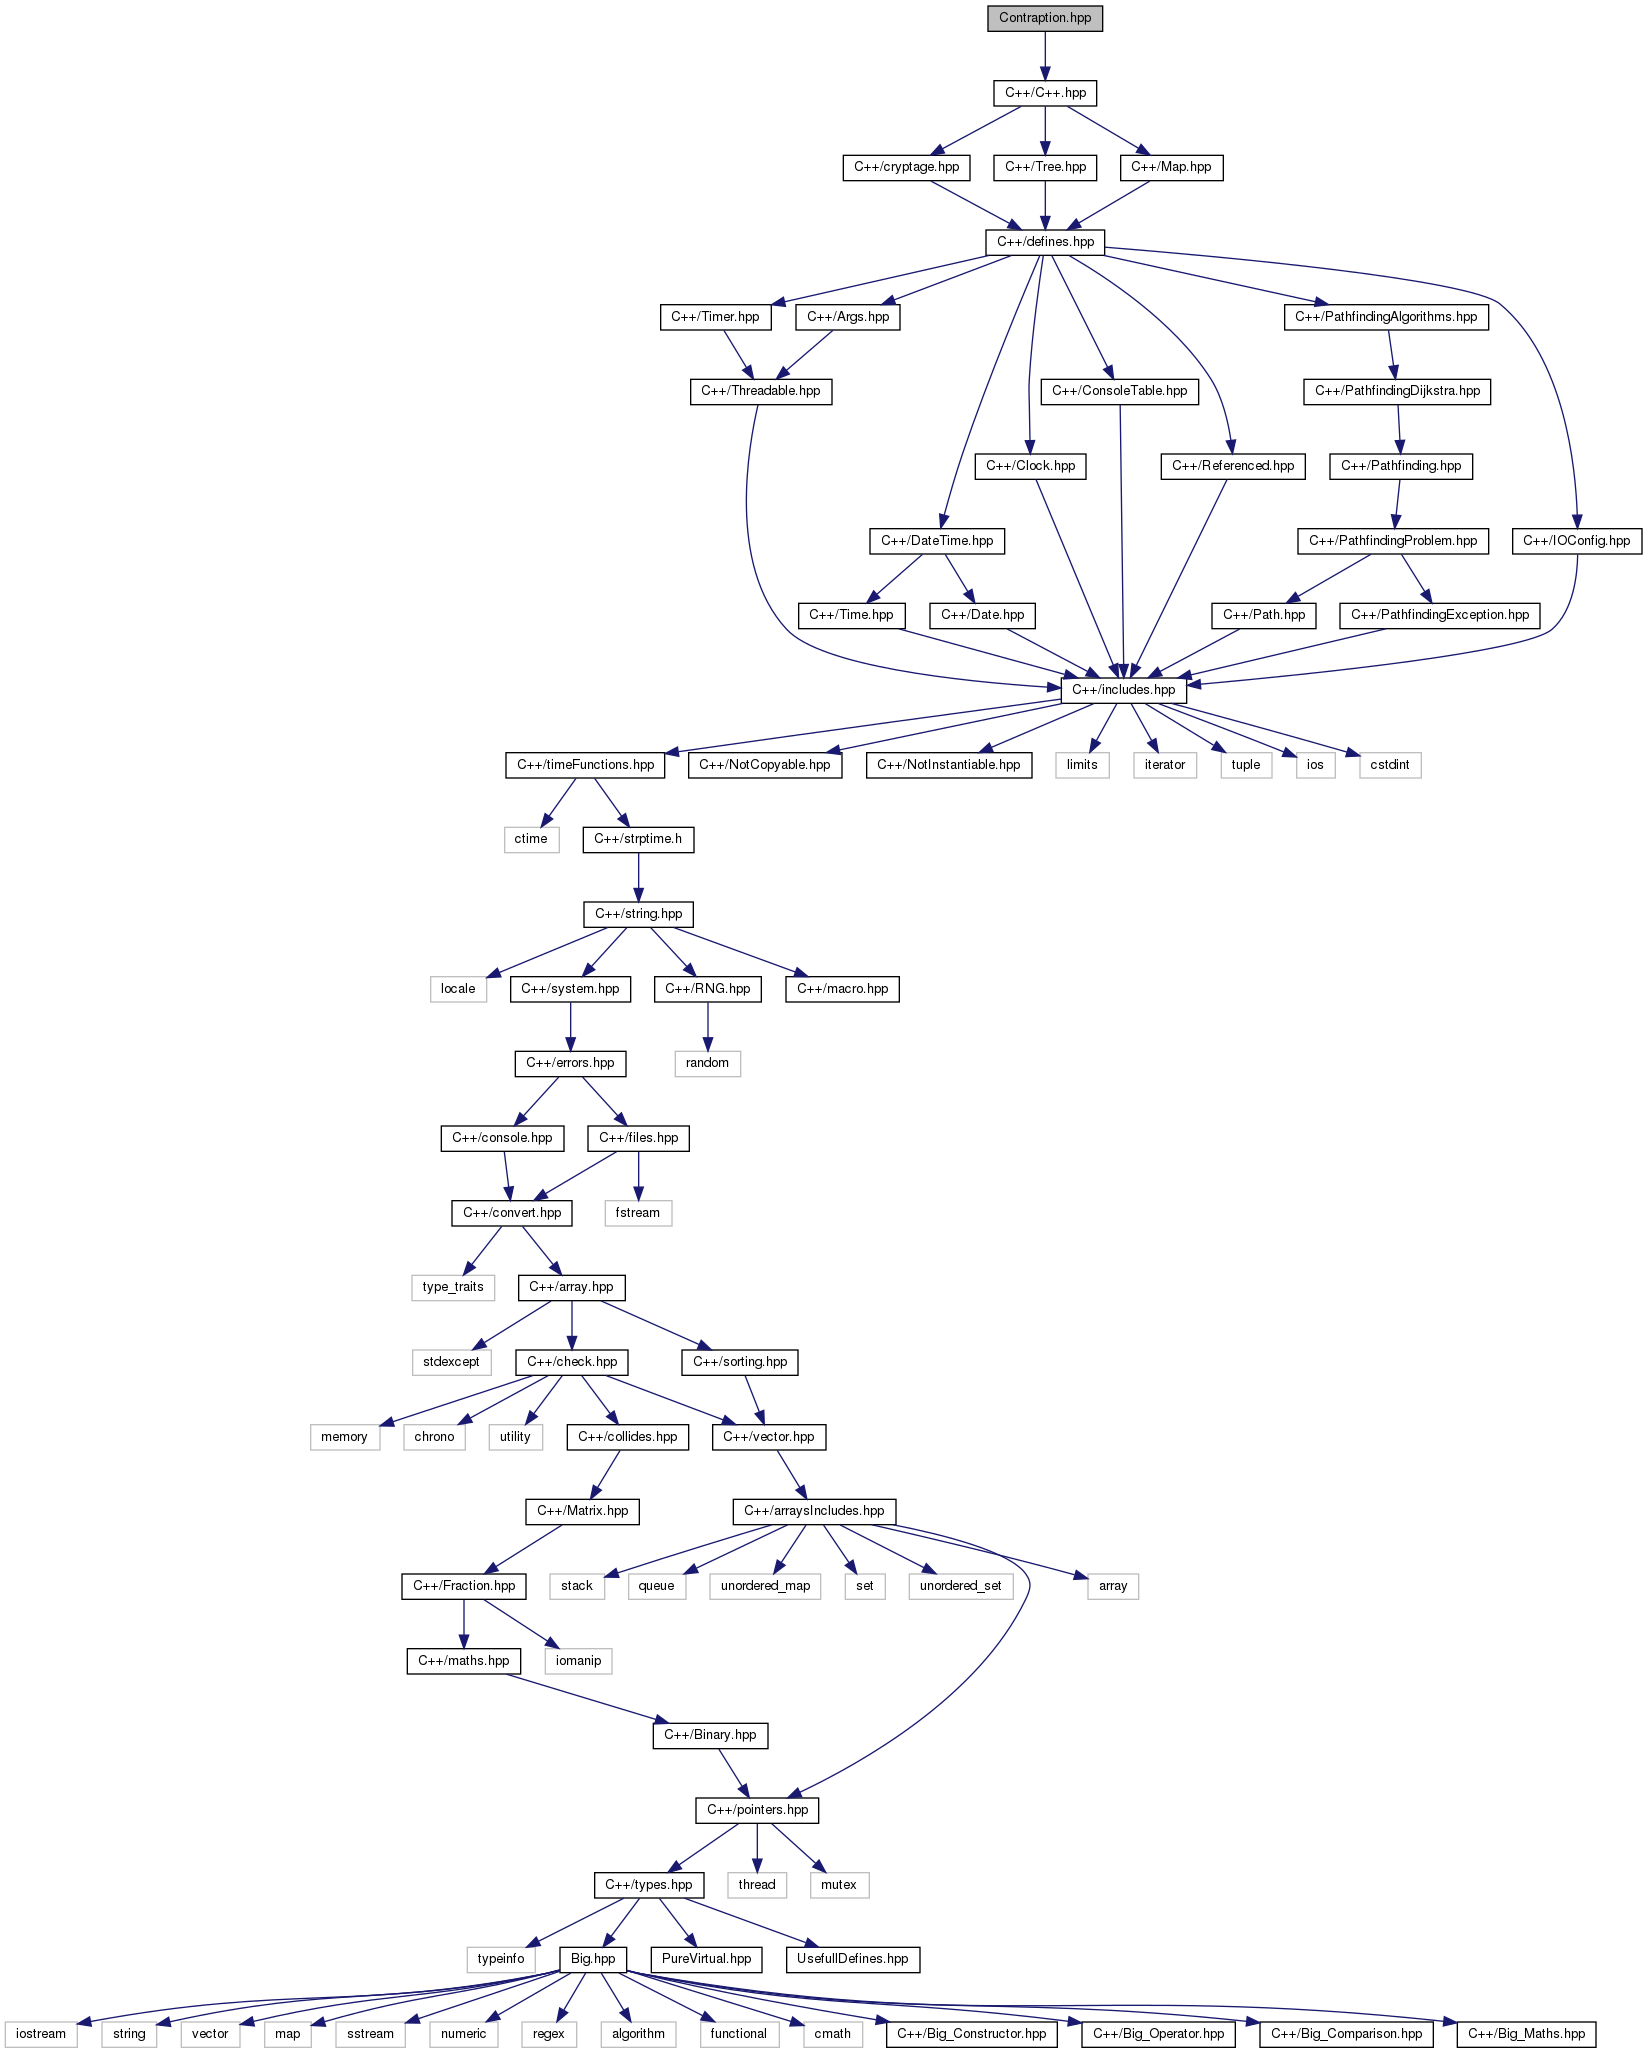 Contraption.hpp
C++/C++.hpp
C++/cryptage.hpp
C++/Tree.hpp
C++/Map.hpp
C++/defines.hpp
C++/Timer.hpp
C++/Args.hpp
C++/PathfindingAlgorithms.hpp
C++/Threadable.hpp
C++/ConsoleTable.hpp
C++/PathfindingDijkstra.hpp
C++/Clock.hpp
C++/Referenced.hpp
C++/Pathfinding.hpp
C++/DateTime.hpp
C++/PathfindingProblem.hpp
C++/IOConfig.hpp
C++/Time.hpp
C++/Date.hpp
C++/Path.hpp
C++/PathfindingException.hpp
C++/includes.hpp
C++/timeFunctions.hpp
C++/NotCopyable.hpp
C++/NotInstantiable.hpp
limits
iterator
tuple
ios
cstdint
ctime
C++/strptime.h
C++/string.hpp
locale
C++/system.hpp
C++/RNG.hpp
C++/macro.hpp
C++/errors.hpp
random
C++/console.hpp
C++/files.hpp
C++/convert.hpp
fstream
type_traits
C++/array.hpp
stdexcept
C++/check.hpp
C++/sorting.hpp
memory
chrono
utility
C++/collides.hpp
C++/vector.hpp
C++/Matrix.hpp
C++/arraysIncludes.hpp
C++/Fraction.hpp
stack
queue
unordered_map
set
unordered_set
array
C++/maths.hpp
iomanip
C++/Binary.hpp
C++/pointers.hpp
C++/types.hpp
thread
mutex
typeinfo
Big.hpp
PureVirtual.hpp
UsefullDefines.hpp
iostream
string
vector
map
sstream
numeric
regex
algorithm
functional
cmath
C++/Big_Constructor.hpp
C++/Big_Operator.hpp
C++/Big_Comparison.hpp
C++/Big_Maths.hpp